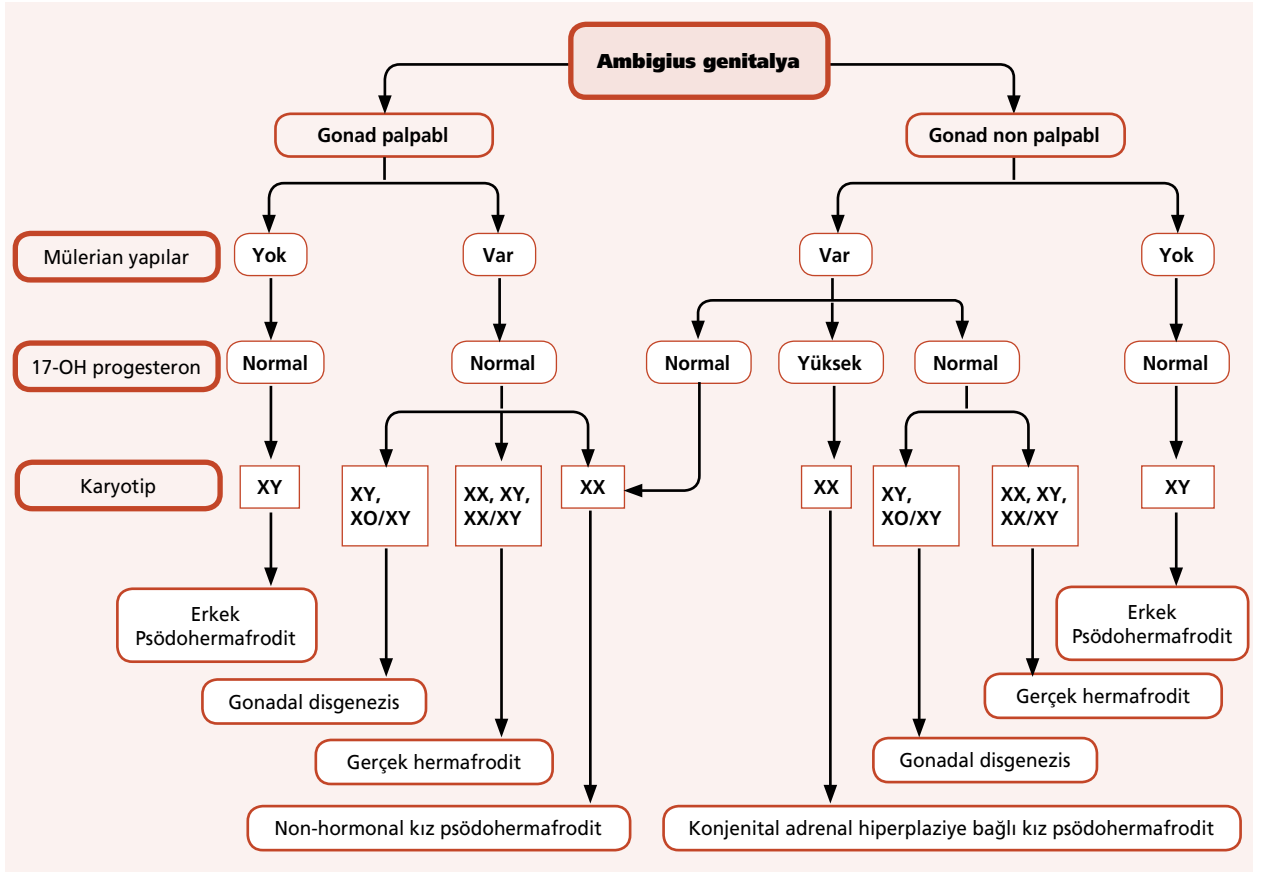 Ambigius genitalya
Gonad palpabl
Gonad non palpabl
Mülerian yapılar
Yok
Var
Var
Yok
17-OH progesteron
Normal
Normal
Normal
Yüksek
Normal
Normal
Karyotip
XY
XY,
XO/XY
XX, XY,
XX/XY
XX
XX
XY,
XO/XY
XX, XY,
XX/XY
XY
Erkek
Psödohermafrodit
Erkek
Psödohermafrodit
Gonadal disgenezis
Gerçek hermafrodit
Gerçek hermafrodit
Gonadal disgenezis
Non-hormonal kız psödohermafrodit
Konjenital adrenal hiperplaziye bağlı kız psödohermafrodit